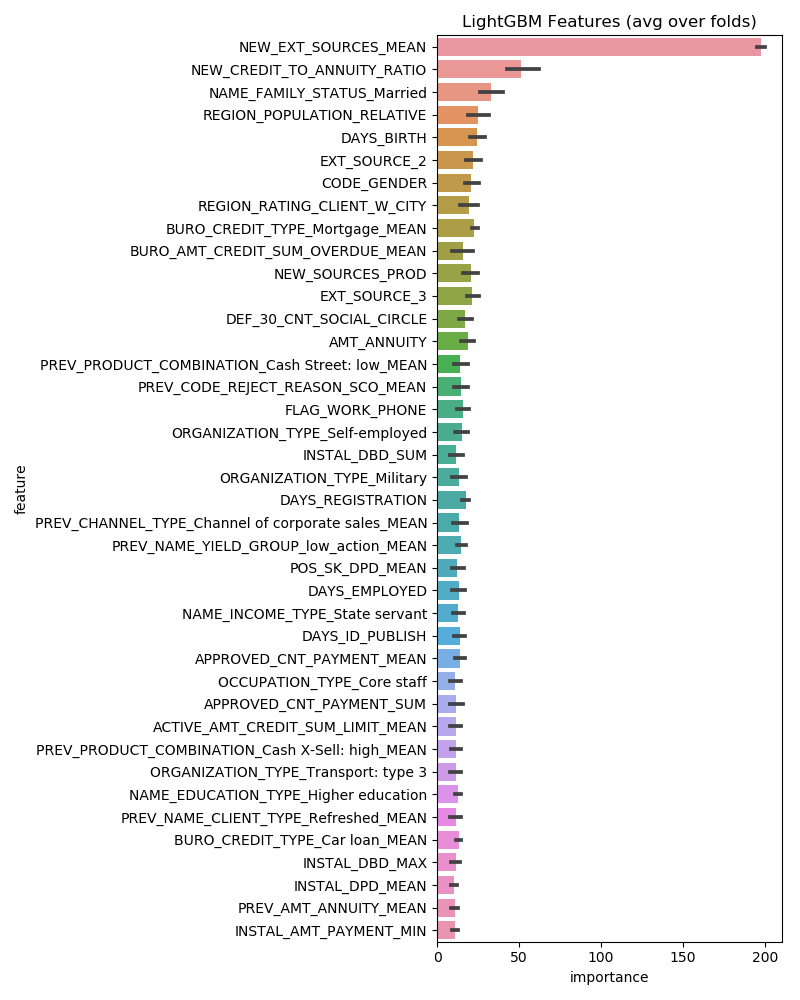 LightGBM Features (avg over folds)
NEW_EXT_SOURCES_MEAN
NEW_CREDIT_TO_ANNUITY_RATIO
NAME_FAMILY_STATUS_Married
REGION_POPULATION_RELATIVE
DAYS_BIRTH
EXT_SOURCE_2
CODE_GENDER
REGION_RATING_CLIENT_W_CITY
BURO_CREDIT_TYPE_Mortgage_MEAN
BURO_AMT_CREDIT_SUM_OVERDUE_MEAN
NEW_SOURCES_PROD
EXT_SOURCE_3
DEF_30_CNT_SOCIAL_CIRCLE
AMT_ANNUITY
PREV_PRODUCT_COMBINATION_Cash Street: low_MEAN
PREV_CODE_REJECT_REASON_SCO_MEAN
FLAG_WORK_PHONE
ORGANIZATION_TYPE_Self-employed
INSTAL_DBD_SUM
ORGANIZATION_TYPE_Military
DAYS_REGISTRATION
PREV_CHANNEL_TYPE_Channel of corporate sales_MEAN
PREV_NAME_YIELD_GROUP_low_action_MEAN
POS_SK_DPD_MEAN
DAYS_EMPLOYED
NAME_INCOME_TYPE_State servant
DAYS_ID_PUBLISH
APPROVED_CNT_PAYMENT_MEAN
OCCUPATION_TYPE_Core staff
APPROVED_CNT_PAYMENT_SUM
ACTIVE_AMT_CREDIT_SUM_LIMIT_MEAN
PREV_PRODUCT_COMBINATION_Cash X-Sell: high_MEAN
ORGANIZATION_TYPE_Transport: type 3
NAME_EDUCATION_TYPE_Higher education
PREV_NAME_CLIENT_TYPE_Refreshed_MEAN
BURO_CREDIT_TYPE_Car loan_MEAN
INSTAL_DBD_MAX
INSTAL_DPD_MEAN
PREV_AMT_ANNUITY_MEAN
INSTAL_AMT_PAYMENT_MIN
feature
0 50 100 150 200
importance